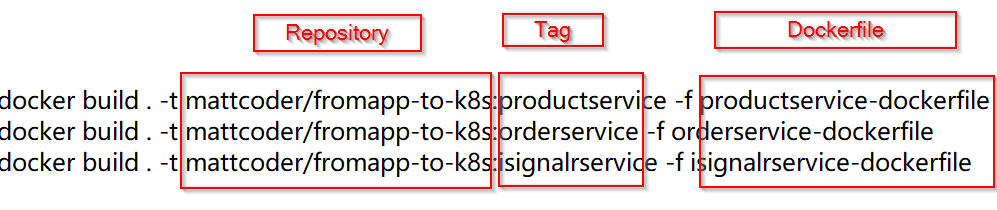 Repository
Tag
Dockerfile
docker build . -t mattcoder/fromapp-to-k8s:productservice -f productservice-dockerfile
docker build . -t mattcoder/fromapp-to-k8s:orderservice -f orderservice-dockerfile
docker build . -t mattcoder/fromapp-to-k8s:isignalrservice -f isignalrservice-dockerfile